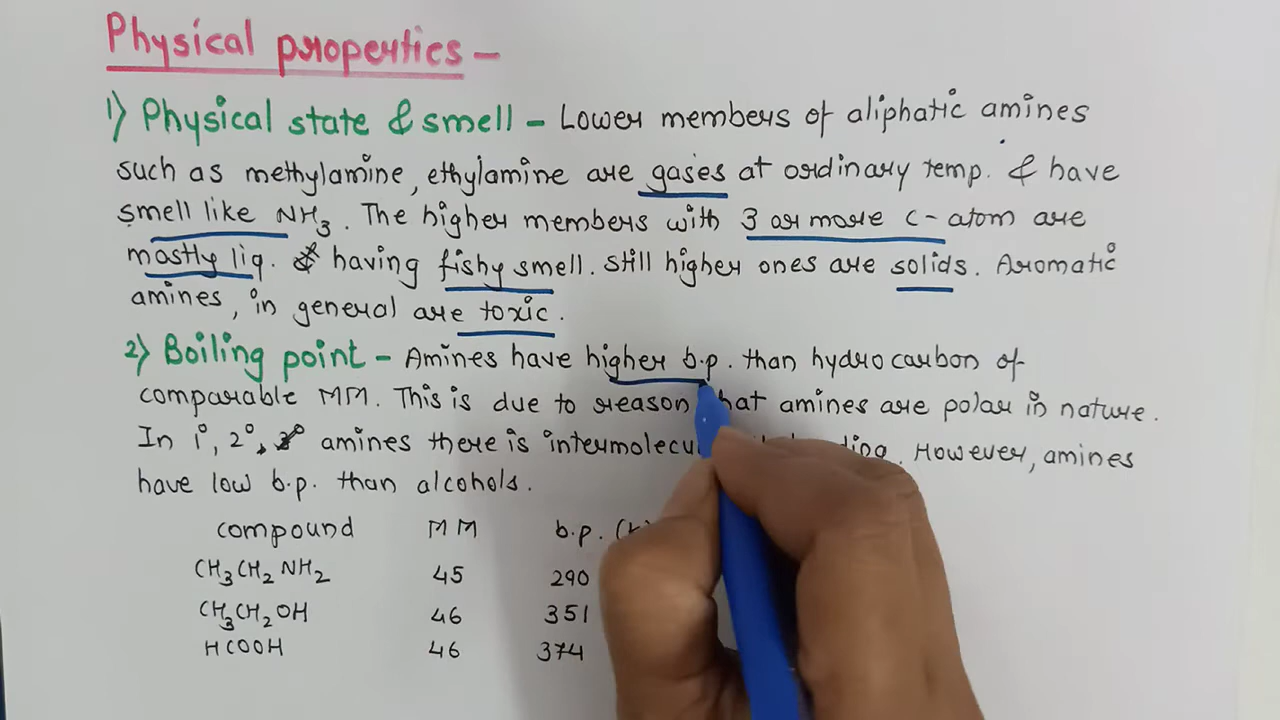 Physical properties -
1) Physical state & smell - Lower members of aliphatic amines
such as methylamine, ethylamine are gases at ordinary temp. & have
smell like NH3. The higher members with 3 or more C-atom are
mostly liq. & having fishy smell. Still higher ones are solids. Aromatic
amines, in general are toxic.
2) Boiling point - Amines have higher b.p. than hydrocarbon of
comparable MM. This is due to reason that amines are polar in nature.
In 1°, 2°, 3° amines there is However, amines
have low b.p. than alcohols.
compound MM b.p.
CH3CH2NH2 45 290
CH3CH2OH 46 351
HCOOH 46 374